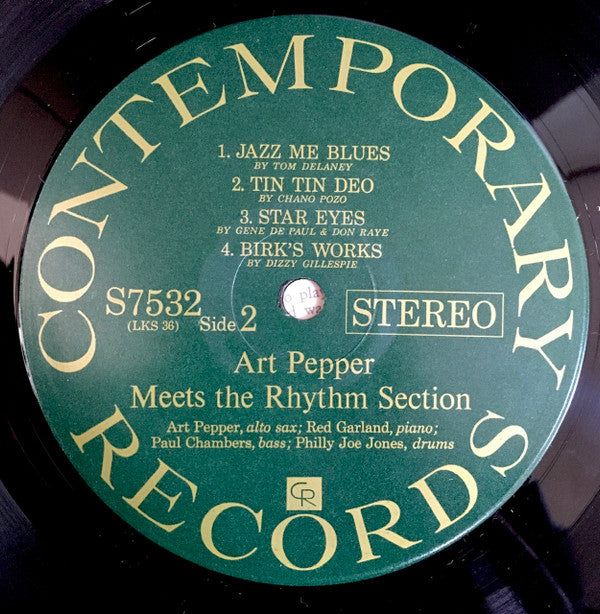 CONTEMPORARY
1. JAZZ ME BLUES
BY TOM DELANEY
2. TIN TIN DEO
BY CHANO POZO
3. STAR EYES
BY GENE DE PAUL & DON RAYE
4. BIRK'S WORKS
BY DIZZY GILLESPIE
S7532
(LKS 36)
Side 2
STEREO
Art Pepper
Meets the Rhythm Section
Art Pepper, alto sax; Red Garland, piano;
Paul Chambers, bass; Philly Joe Jones, drums
CR
RECORDS